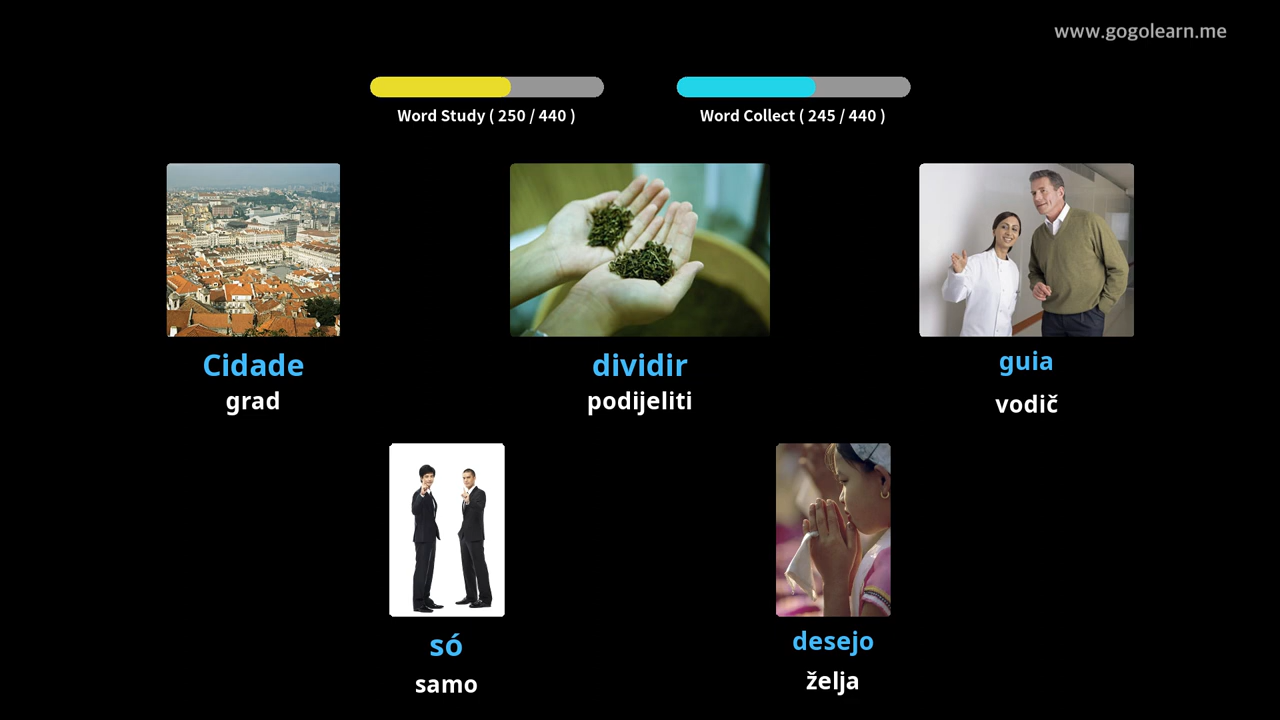 www.gogolearn.me
Word Study ( 250 / 440 )
Word Collect ( 245 / 440 )
Cidade
grad
dividir
podijeliti
guia
vodič
só
samo
desejo
želja